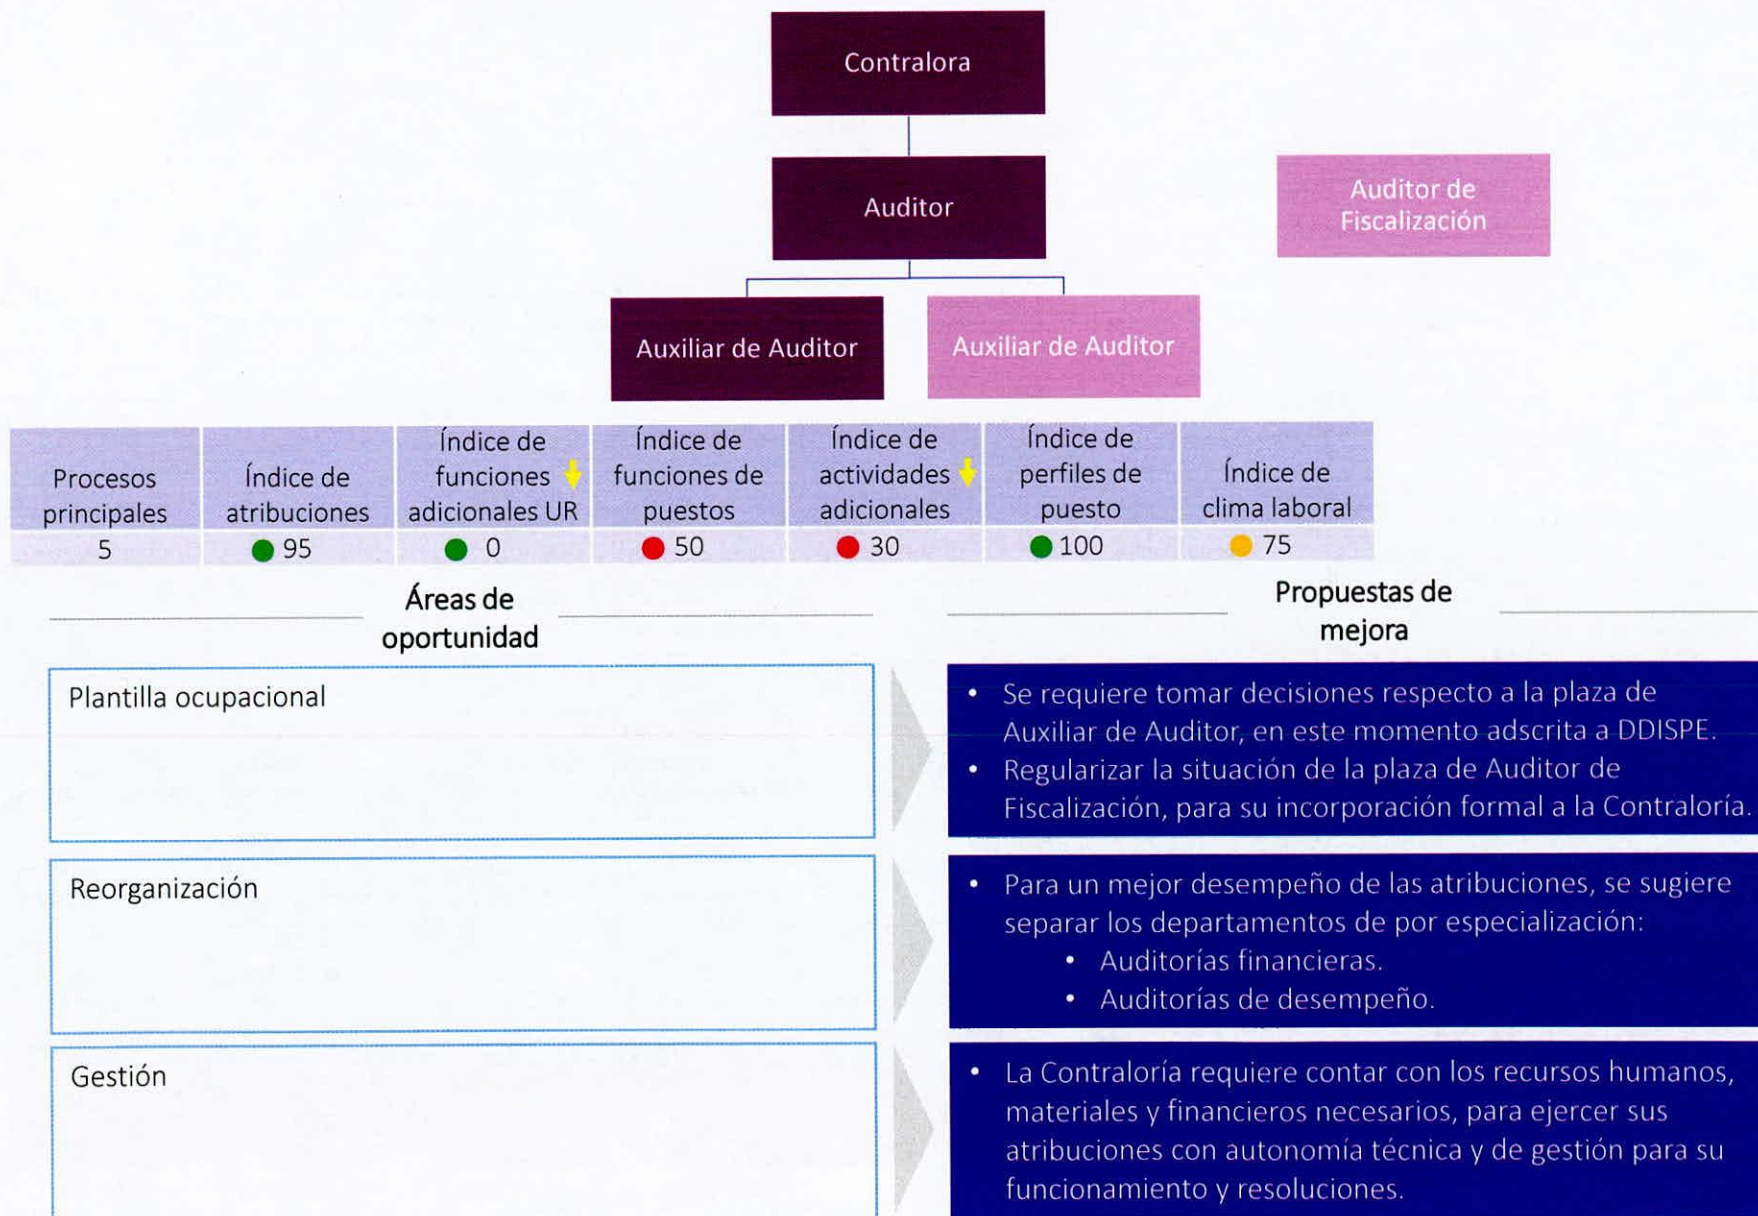 Contralora
Auditor
Auditor de
Fiscalización
Auxiliar de Auditor
Auxiliar de Auditor
Procesos
principales
Índice de
atribuciones
Índice de
funciones
adicionales UR
Índice de
funciones de
puestos
Índice de
actividades
adicionales
Índice de
perfiles de
puesto
Índice de
clima laboral
5
95
0
50
30
100
75
Áreas de
oportunidad
Propuestas de
mejora
Plantilla ocupacional
• Se requiere tomar decisiones respecto a la plaza de
Auxiliar de Auditor, en este momento adscrita a DDISPE.
• Regularizar la situación de la plaza de Auditor de
Fiscalización, para su incorporación formal a la Contraloría.
Reorganización
• Para un mejor desempeño de las atribuciones, se sugiere
separar los departamentos de por especialización:
• Auditorías financieras.
• Auditorías de desempeño.
Gestión
• La Contraloría requiere contar con los recursos humanos,
materiales y financieros necesarios, para ejercer sus
atribuciones con autonomía técnica y de gestión para su
funcionamiento y resoluciones.